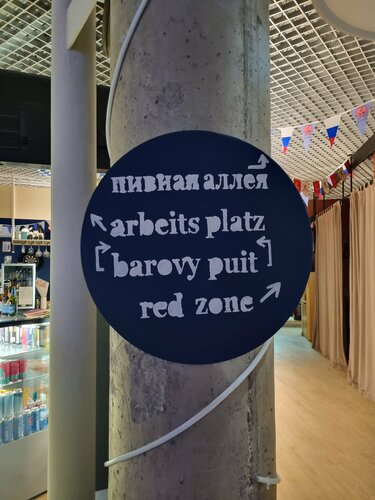 пивная аллея
arbeits platz
barovy puit
red zone